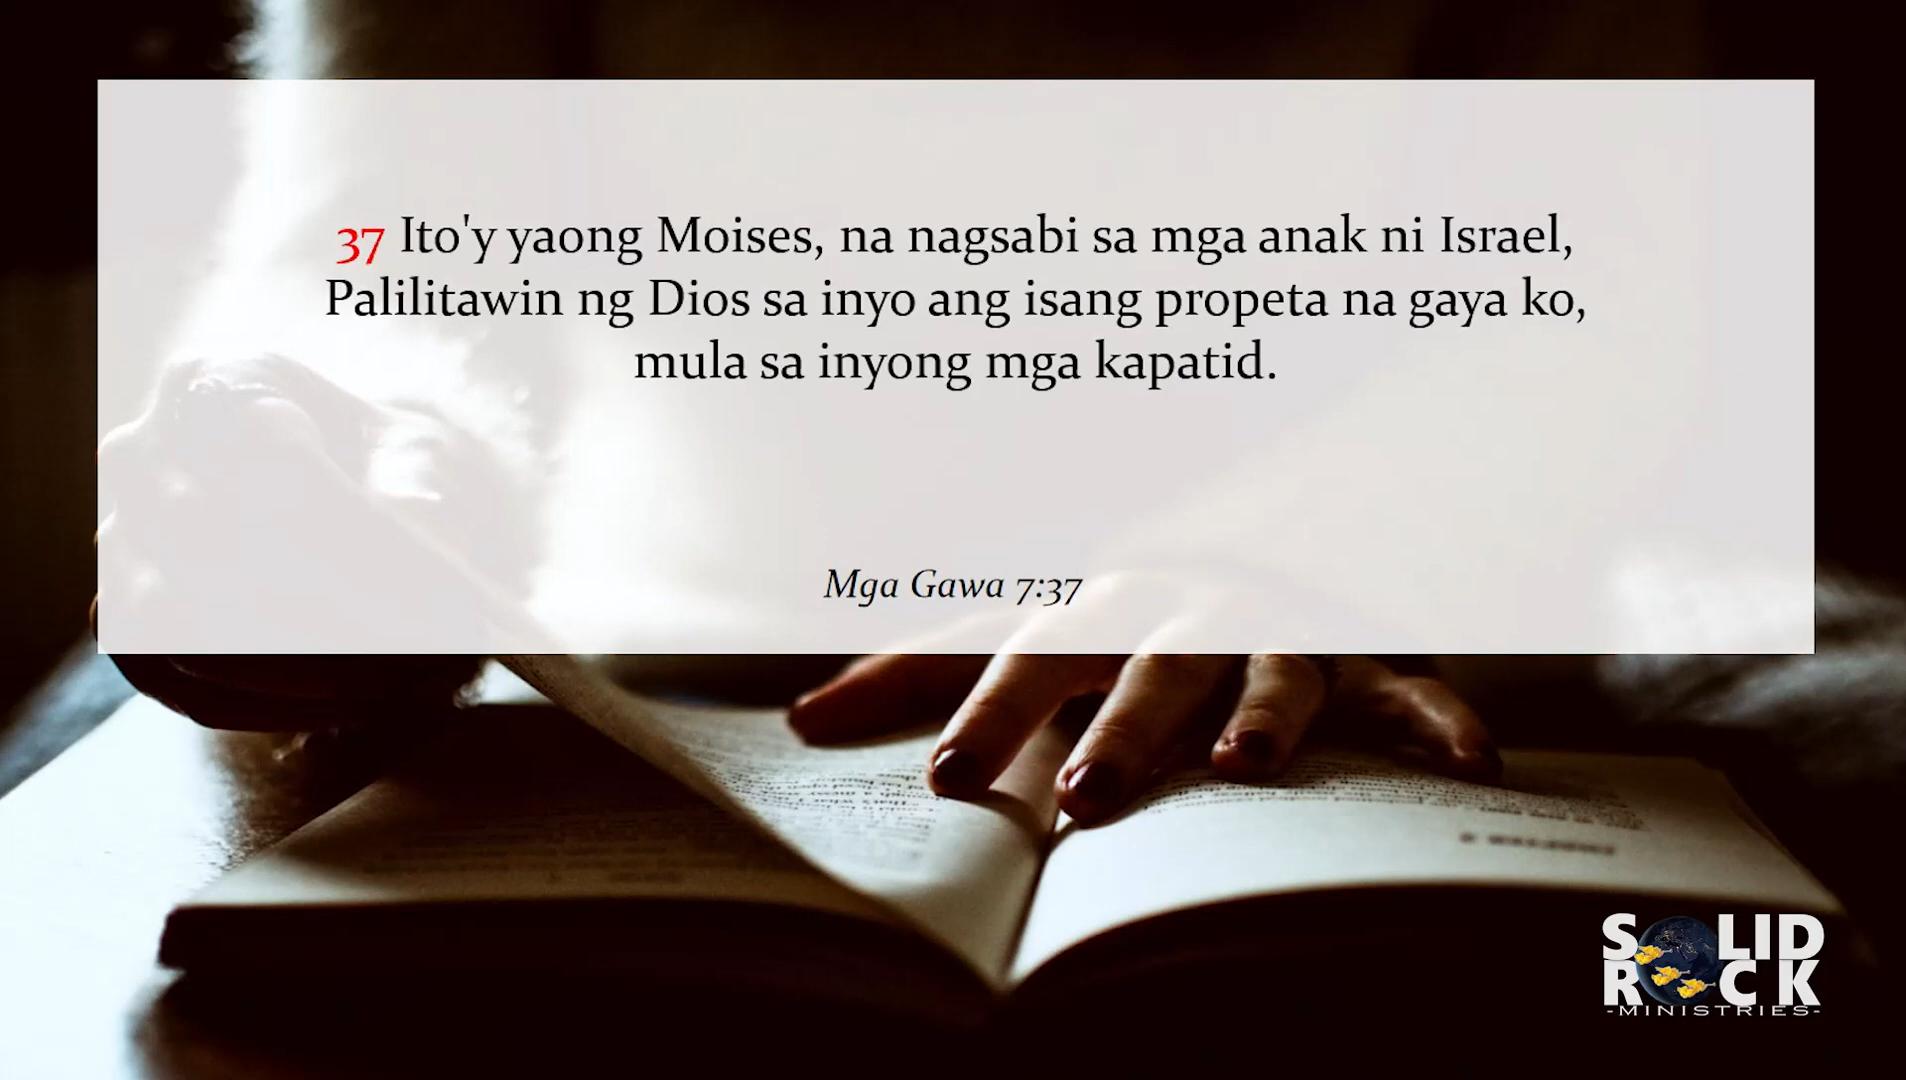 37 Ito'y yaong Moises, na nagsabi sa mga anak ni Israel,
Palilitawin ng Dios sa inyo ang isang propeta na gaya ko,
mula sa inyong mga kapatid.
Mga Gawa 7:37
SOLID
ROCK
-MINISTRIES-